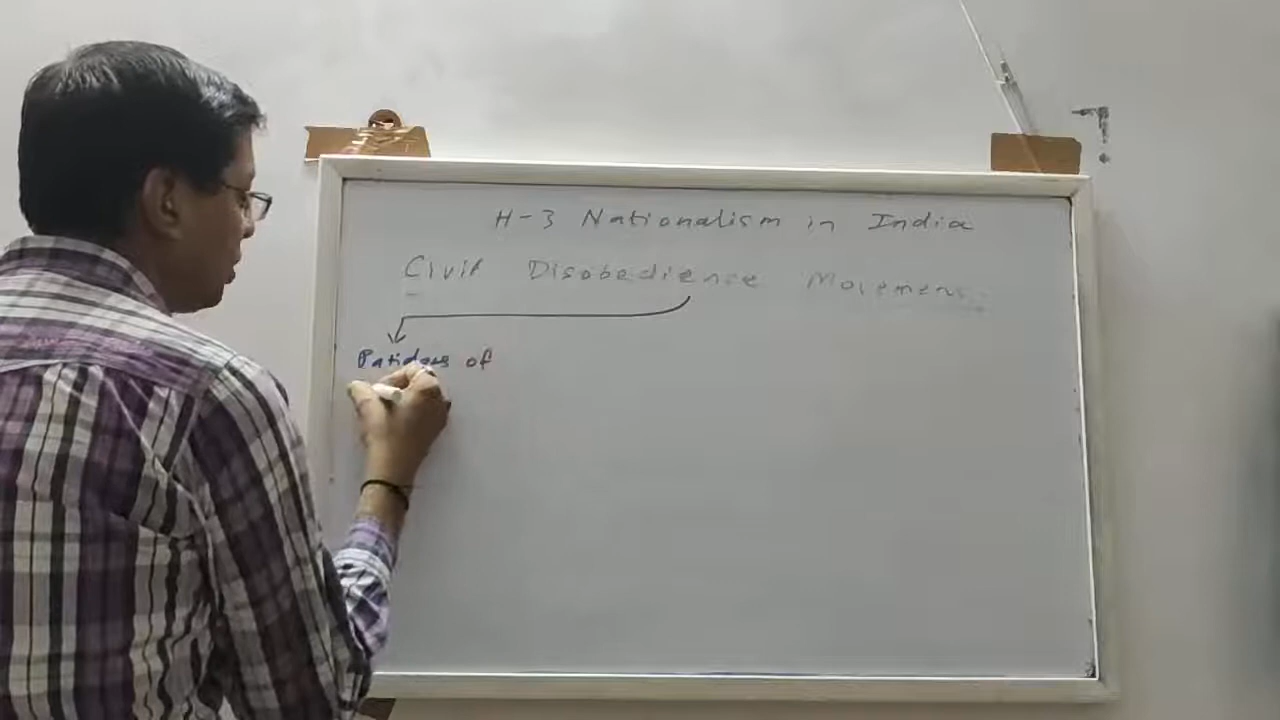 H-3 Nationalism in India
Civil Disobedience Movement
Patidars of